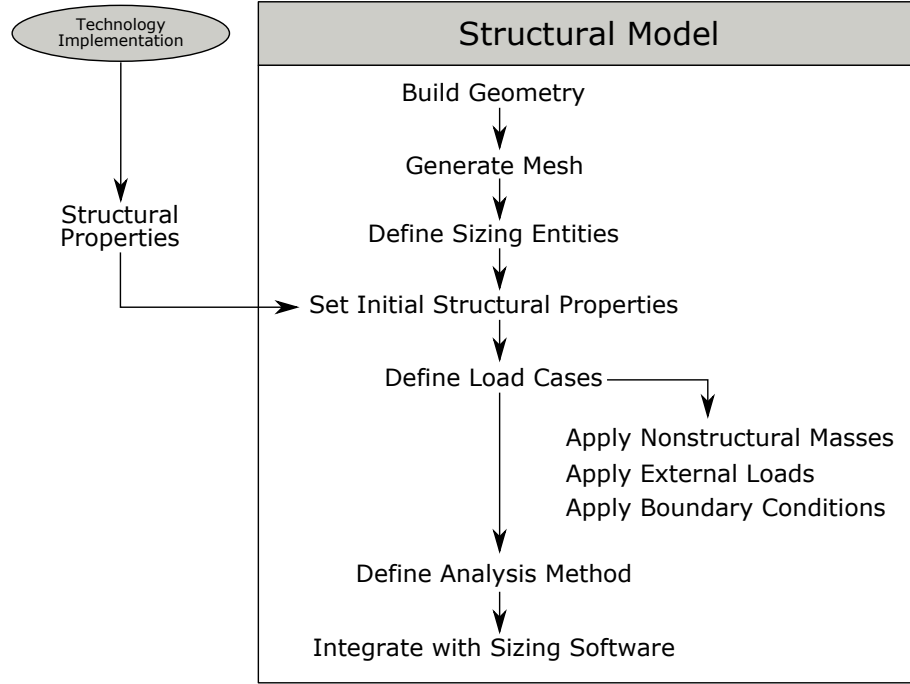 Technology
Implementation
Structural Model
Build Geometry
Generate Mesh
Structural
Properties
Define Sizing Entities
Set Initial Structural Properties
Define Load Cases
Apply Nonstructural Masses
Apply External Loads
Apply Boundary Conditions
Define Analysis Method
Integrate with Sizing Software